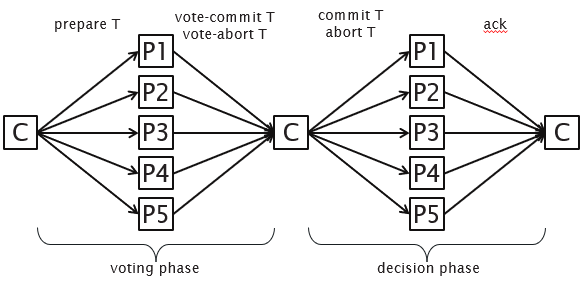 prepare T
vote-commit T
vote-abort T
commit T
abort T
ack
C
P1
P2
P3
P4
P5
C
P1
P2
P3
P4
P5
C
voting phase
decision phase